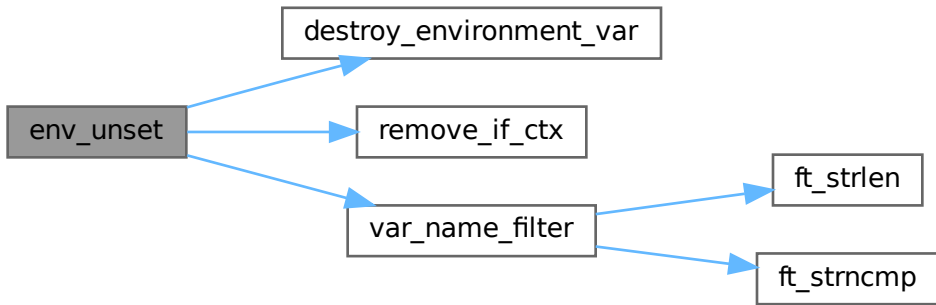 destroy_environment_var
env_unset
remove_if_ctx
ft_strlen
var_name_filter
ft_strncmp